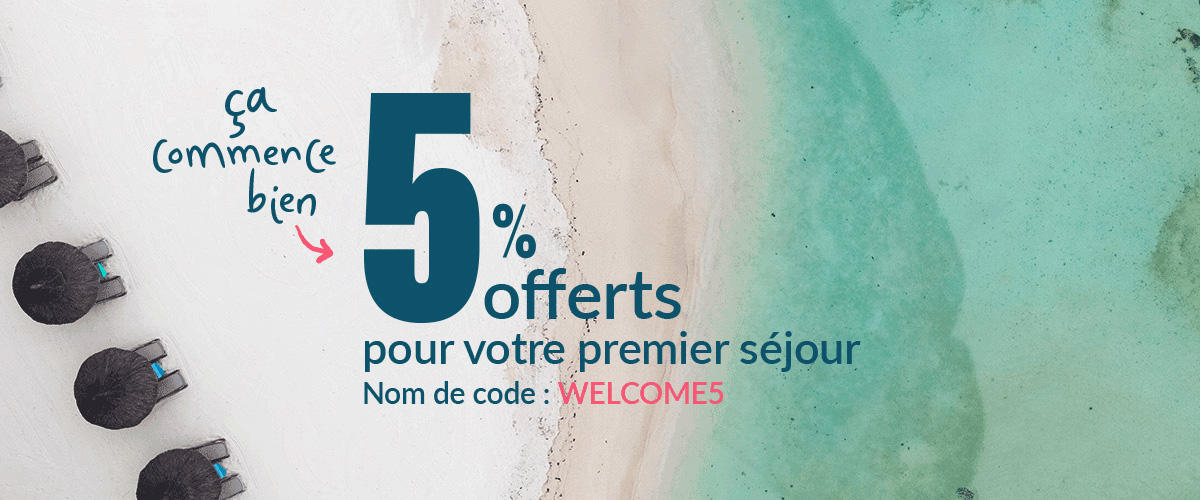 ça
commence
bien
5%
offerts
pour votre premier séjour
Nom de code : WELCOME5